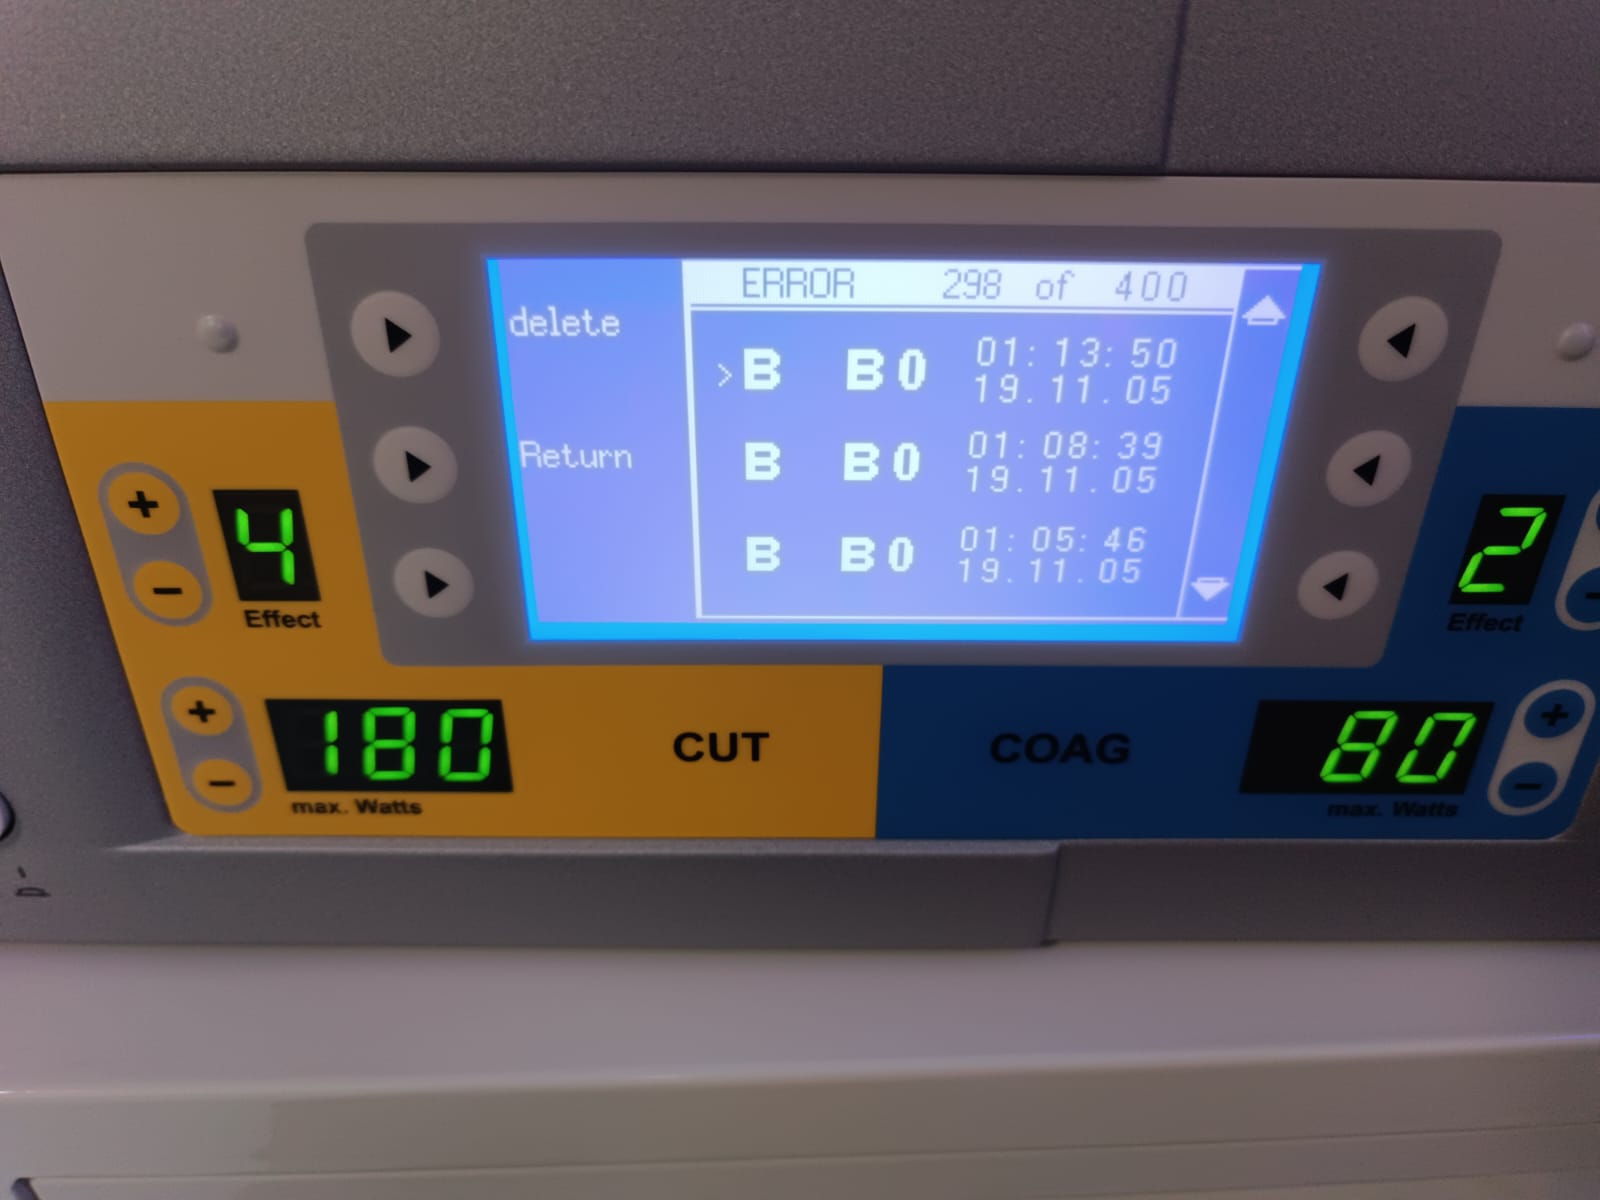 ERROR 298 of 400
delete
> B B0 01:13:50
19.11.05
Return
B B0 01:08:39
19.11.05
B B0 01:05:46
19.11.05
+
-
4
Effect
2
Effect
-
+
-
180
max. Watts
CUT
COAG
80
max. Watts
+
-